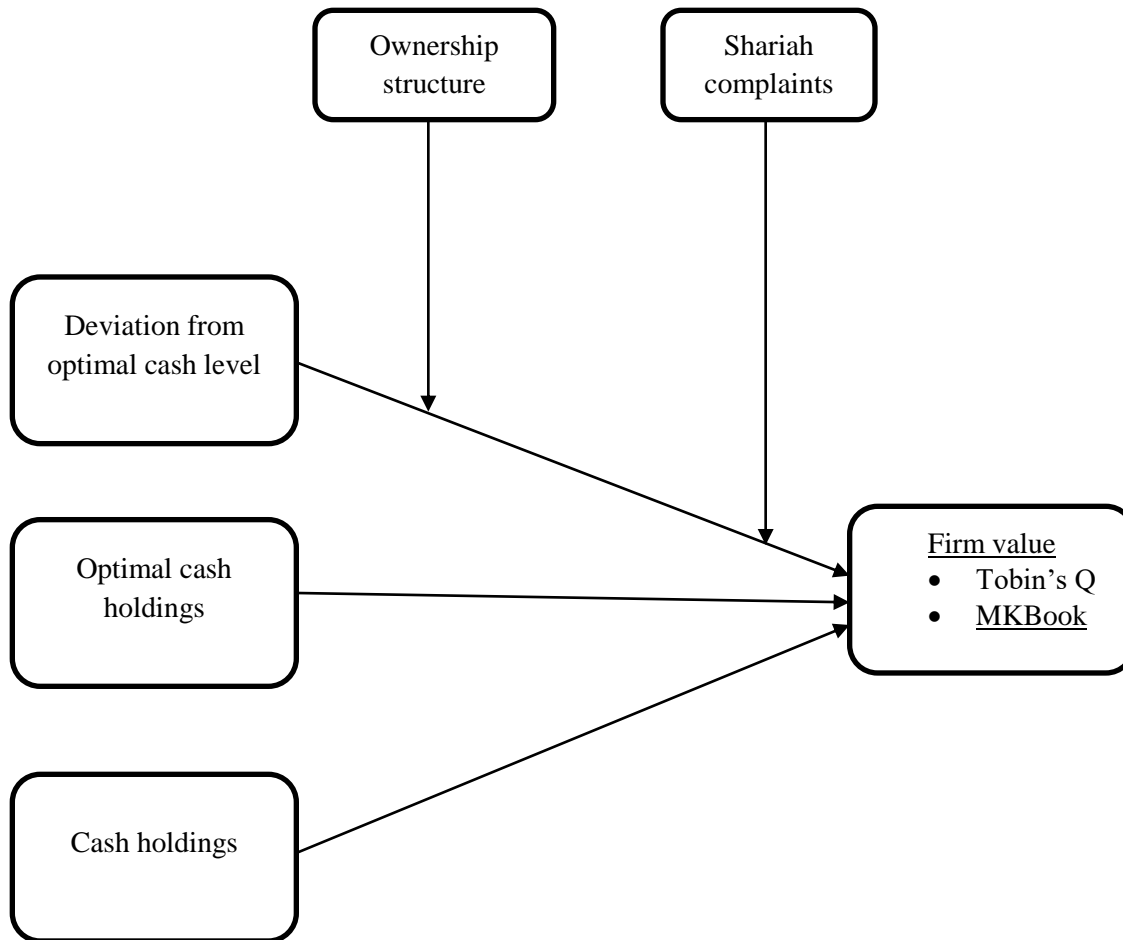 Ownership
structure
Shariah
complaints
Deviation from
optimal cash level
Optimal cash
holdings
Cash holdings
Firm value
• Tobin’s Q
• MKBook